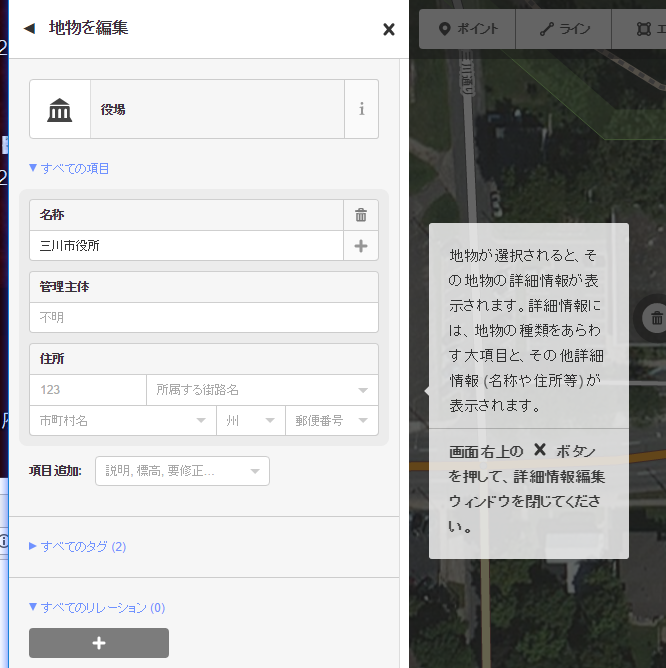 地物を編集
役場
i
すべての項目
名称
三川市役所
管理主体
不明
住所
123
所属する街路名
市町村名
州
郵便番号
項目追加:
説明, 標高, 要修正...
すべてのタグ (2)
すべてのリレーション (0)
ポイント
ライン
三川通り
地物が選択されると、そ
の地物の詳細情報が表
示されます。詳細情報に
は、地物の種類をあらわ
す大項目と、その他詳細
情報 (名称や住所等) が
表示されます。
画面右上の ボタン
を押して、詳細情報編集
ウィンドウを閉じてくださ
い。